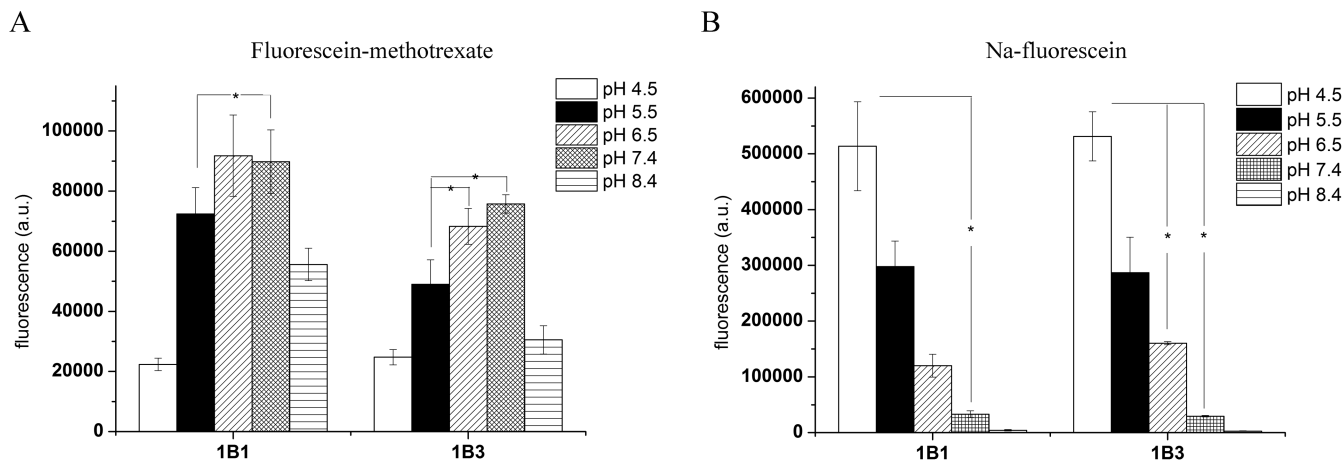 A
Fluorescein-methotrexate
pH 4.5
pH 5.5
pH 6.5
pH 7.4
pH 8.4
*
*
*
100000
80000
60000
40000
20000
0
fluorescence (a.u.)
1B1
1B3
B
Na-fluorescein
pH 4.5
pH 5.5
pH 6.5
pH 7.4
pH 8.4
*
*
*
600000
500000
400000
300000
200000
100000
0
fluorescence (a.u.)
1B1
1B3